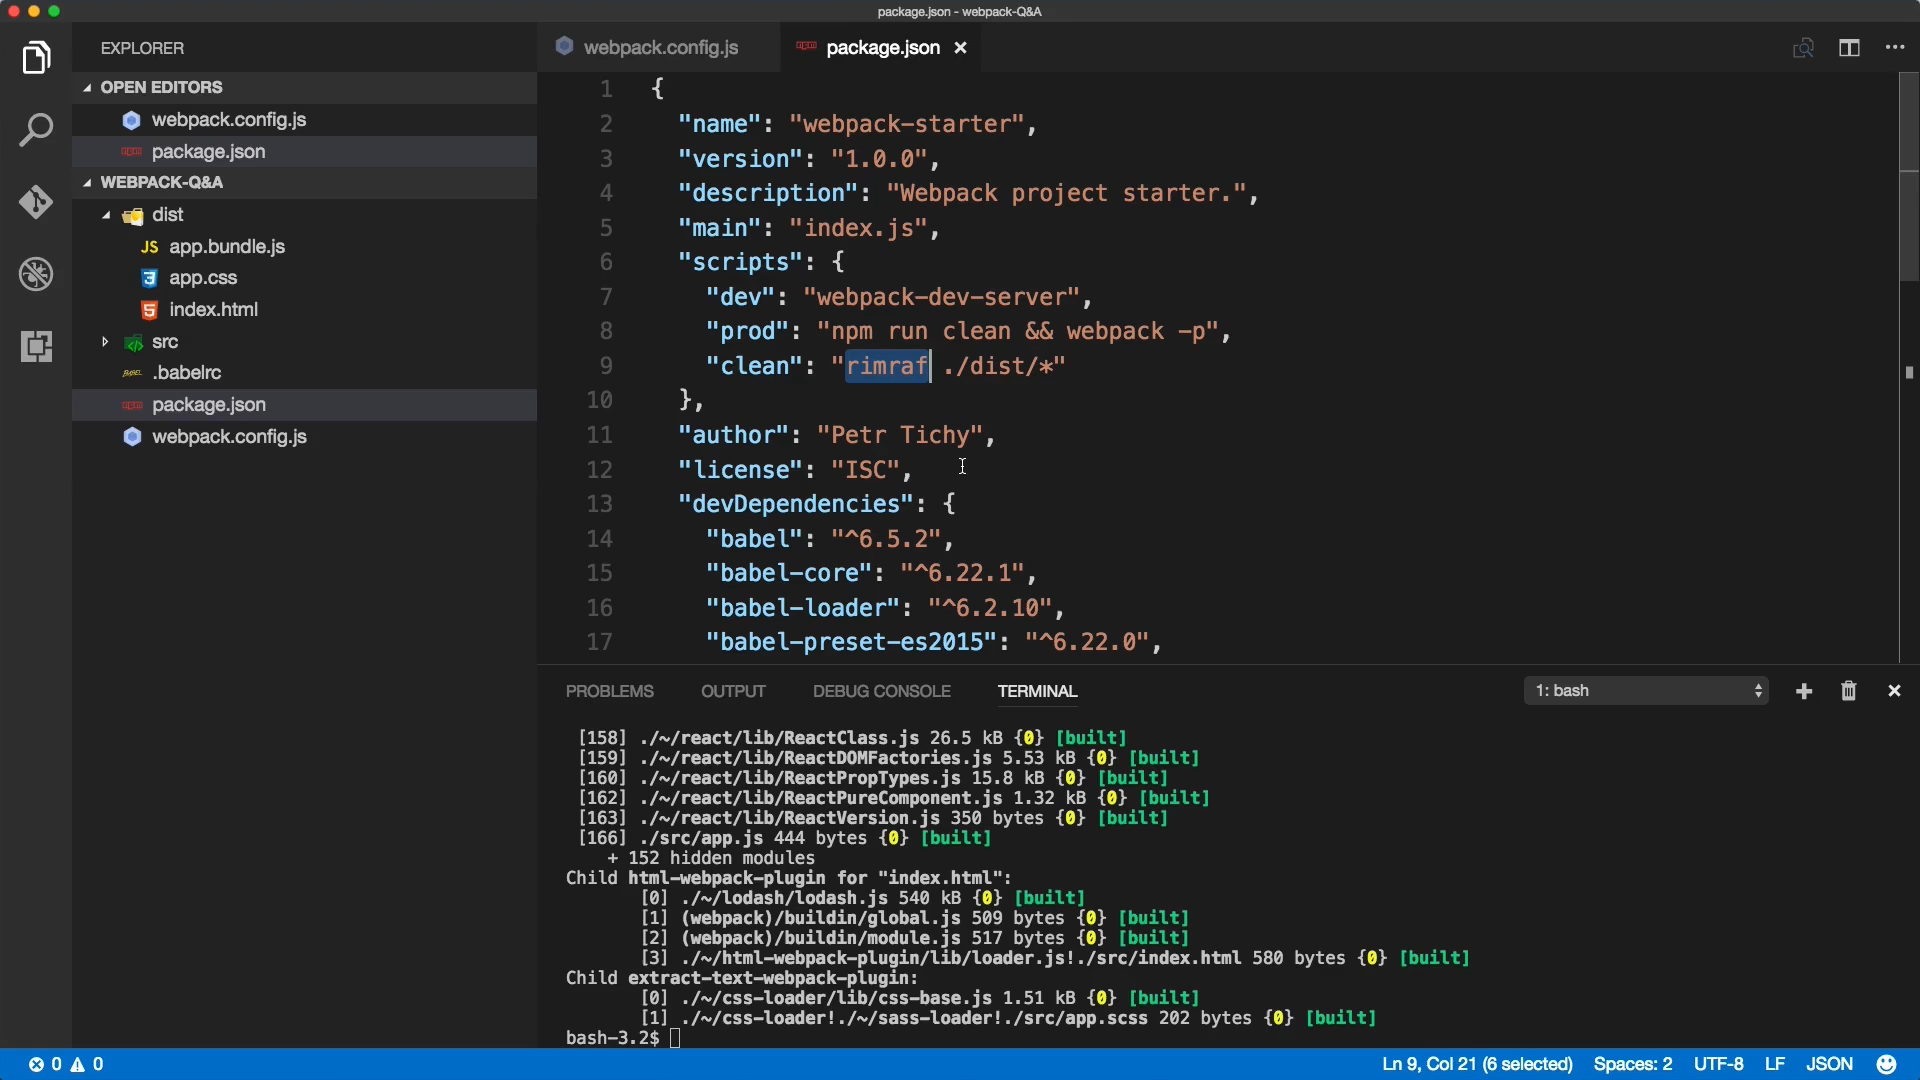 package.json - webpack-Q&A
EXPLORER
OPEN EDITORS
webpack.config.js
package.json
WEBPACK-Q&A
dist
JS app.bundle.js
app.css
index.html
src
.babelrc
package.json
webpack.config.js
webpack.config.js
package.json
1 {
2 "name": "webpack-starter",
3 "version": "1.0.0",
4 "description": "Webpack project starter.",
5 "main": "index.js",
6 "scripts": {
7 "dev": "webpack-dev-server",
8 "prod": "npm run clean && webpack -p",
9 "clean": "rimraf ./dist/*"
10 },
11 "author": "Petr Tichy",
12 "license": "ISC",
13 "devDependencies": {
14 "babel": "^6.5.2",
15 "babel-core": "^6.22.1",
16 "babel-loader": "^6.2.10",
17 "babel-preset-es2015": "^6.22.0",
PROBLEMS OUTPUT DEBUG CONSOLE TERMINAL 1: bash
[158] ./~/react/lib/ReactClass.js 26.5 kB {0} [built]
[159] ./~/react/lib/ReactDOMFactories.js 5.53 kB {0} [built]
[160] ./~/react/lib/ReactPropTypes.js 15.8 kB {0} [built]
[162] ./~/react/lib/ReactPureComponent.js 1.32 kB {0} [built]
[163] ./~/react/lib/ReactVersion.js 350 bytes {0} [built]
[166] ./src/app.js 444 bytes {0} [built]
+ 152 hidden modules
Child html-webpack-plugin for "index.html":
[0] ./~/lodash/lodash.js 540 kB {0} [built]
[1] (webpack)/buildin/global.js 509 bytes {0} [built]
[2] (webpack)/buildin/module.js 517 bytes {0} [built]
[3] ./~/html-webpack-plugin/lib/loader.js!./src/index.html 580 bytes {0} [built]
Child extract-text-webpack-plugin:
[0] ./~/css-loader/lib/css-base.js 1.51 kB {0} [built]
[1] ./~/css-loader!./~/sass-loader!./src/app.scss 202 bytes {0} [built]
bash-3.2$
0 0 Ln 9, Col 21 (6 selected) Spaces: 2 UTF-8 LF JSON